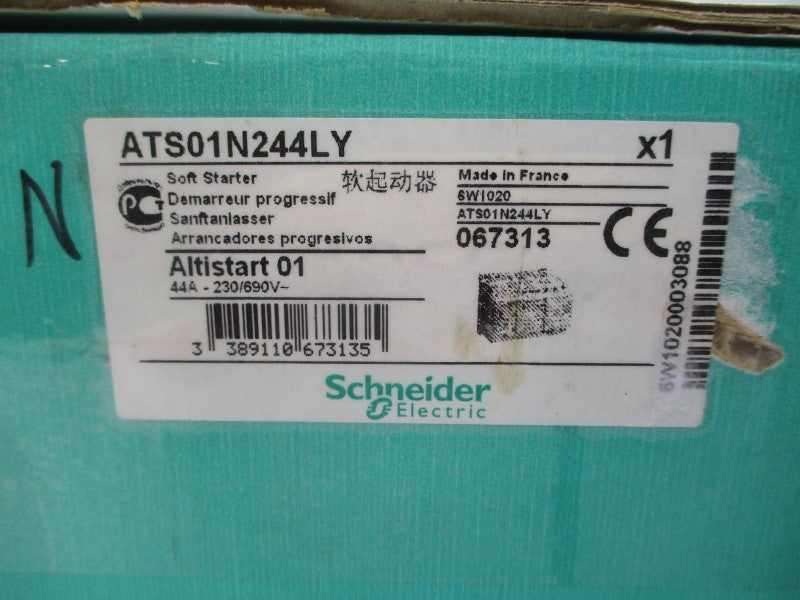 ATS01N244LY x1
N
Soft Starter 软起动器
Demarreur progressif
Sanftanlasser
Arrancadores progresivos
Made in France
6W1020
ATS01N244LY
067313
CE
PG
Altistart 01
44A - 230/690V~
3 389110 673135
6W1020003088
Schneider
Electric